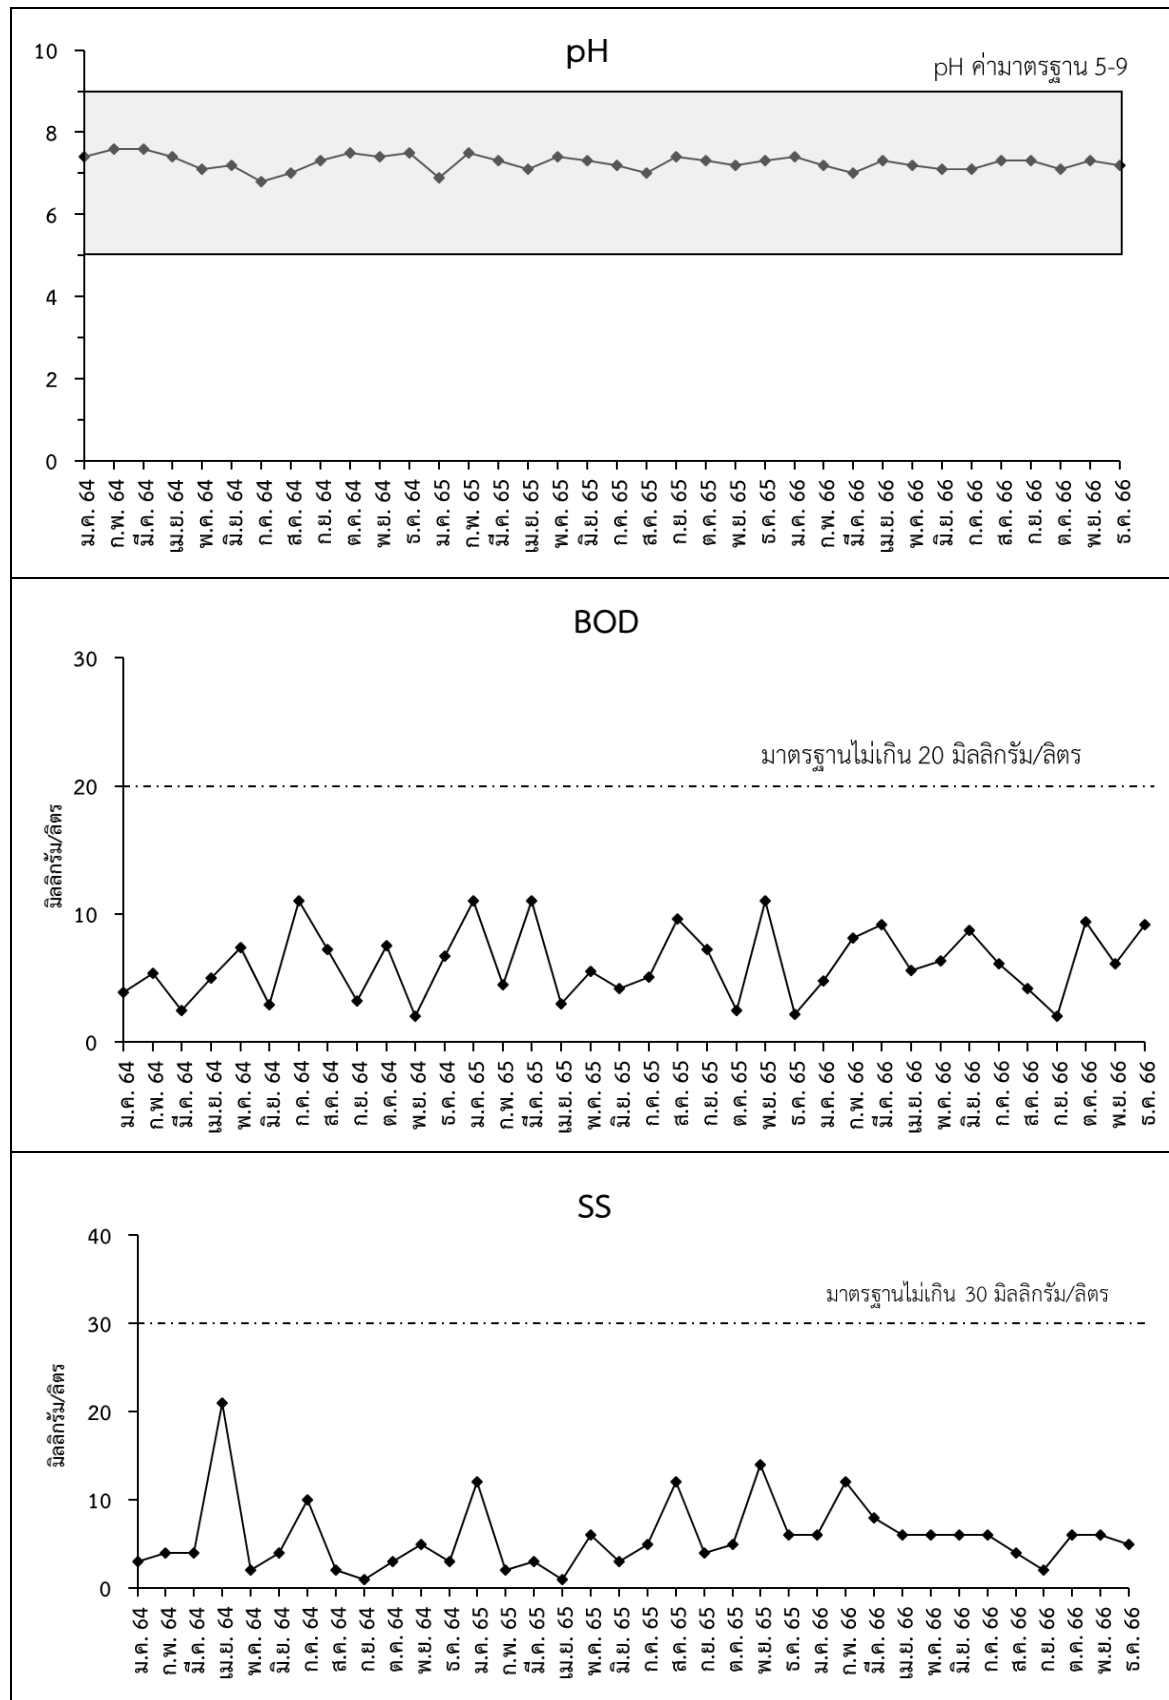 pH
pH ค่ามาตรฐาน 5-9
10
8
6
4
2
0
ม.ค. 64
ก.พ. 64
มี.ค. 64
เม.ย. 64
พ.ค. 64
มิ.ย. 64
ก.ค. 64
ส.ค. 64
ก.ย. 64
ต.ค. 64
พ.ย. 64
ธ.ค. 64
ม.ค. 65
ก.พ. 65
มี.ค. 65
เม.ย. 65
พ.ค. 65
มิ.ย. 65
ก.ค. 65
ส.ค. 65
ก.ย. 65
ต.ค. 65
พ.ย. 65
ธ.ค. 65
ม.ค. 66
ก.พ. 66
มี.ค. 66
เม.ย. 66
พ.ค. 66
มิ.ย. 66
ก.ค. 66
ส.ค. 66
ก.ย. 66
ต.ค. 66
พ.ย. 66
ธ.ค. 66
BOD
มาตรฐานไม่เกิน 20 มิลลิกรัม/ลิตร
มิลลิกรัม/ลิตร
30
20
10
0
ม.ค. 64
ก.พ. 64
มี.ค. 64
เม.ย. 64
พ.ค. 64
มิ.ย. 64
ก.ค. 64
ส.ค. 64
ก.ย. 64
ต.ค. 64
พ.ย. 64
ธ.ค. 64
ม.ค. 65
ก.พ. 65
มี.ค. 65
เม.ย. 65
พ.ค. 65
มิ.ย. 65
ก.ค. 65
ส.ค. 65
ก.ย. 65
ต.ค. 65
พ.ย. 65
ธ.ค. 65
ม.ค. 66
ก.พ. 66
มี.ค. 66
เม.ย. 66
พ.ค. 66
มิ.ย. 66
ก.ค. 66
ส.ค. 66
ก.ย. 66
ต.ค. 66
พ.ย. 66
ธ.ค. 66
SS
มาตรฐานไม่เกิน 30 มิลลิกรัม/ลิตร
มิลลิกรัม/ลิตร
40
30
20
10
0
ม.ค. 64
ก.พ. 64
มี.ค. 64
เม.ย. 64
พ.ค. 64
มิ.ย. 64
ก.ค. 64
ส.ค. 64
ก.ย. 64
ต.ค. 64
พ.ย. 64
ธ.ค. 64
ม.ค. 65
ก.พ. 65
มี.ค. 65
เม.ย. 65
พ.ค. 65
มิ.ย. 65
ก.ค. 65
ส.ค. 65
ก.ย. 65
ต.ค. 65
พ.ย. 65
ธ.ค. 65
ม.ค. 66
ก.พ. 66
มี.ค. 66
เม.ย. 66
พ.ค. 66
มิ.ย. 66
ก.ค. 66
ส.ค. 66
ก.ย. 66
ต.ค. 66
พ.ย. 66
ธ.ค. 66